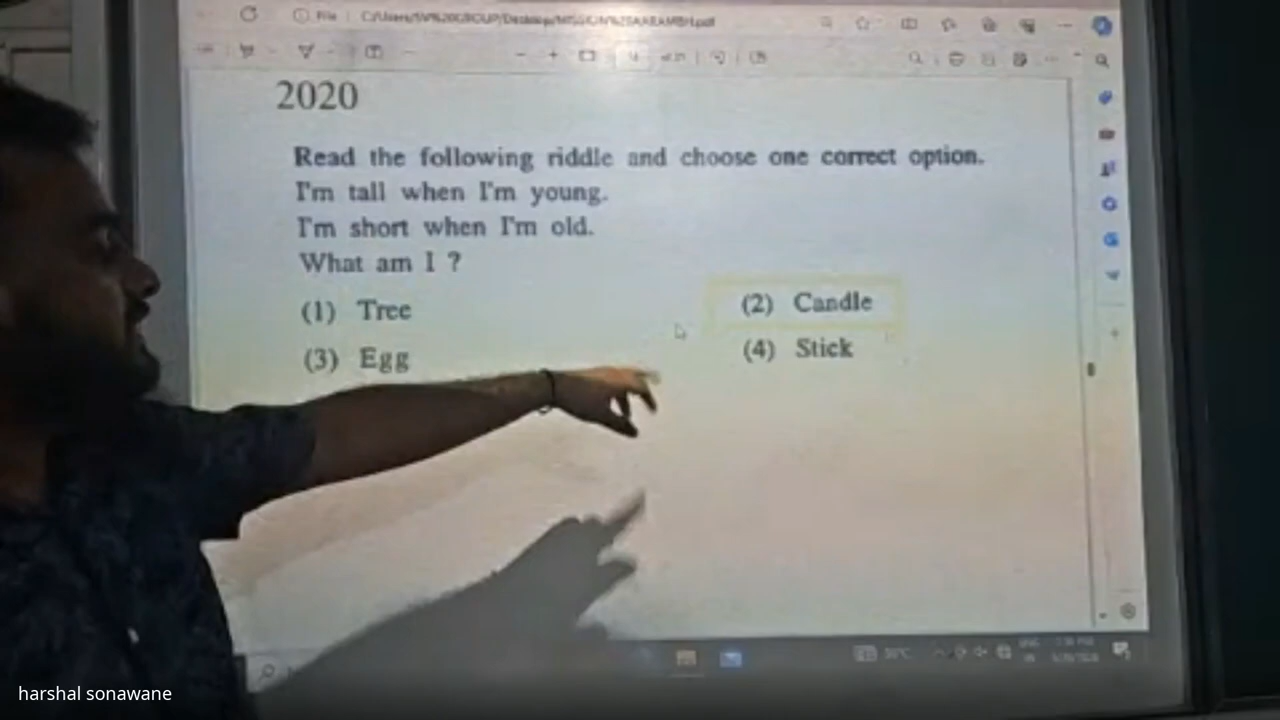 File
2020
Read the following riddle and choose one correct option.
I'm tall when I'm young.
I'm short when I'm old.
What am I ?
(1) Tree
(2) Candle
(3) Egg
(4) Stick
harshal sonawane